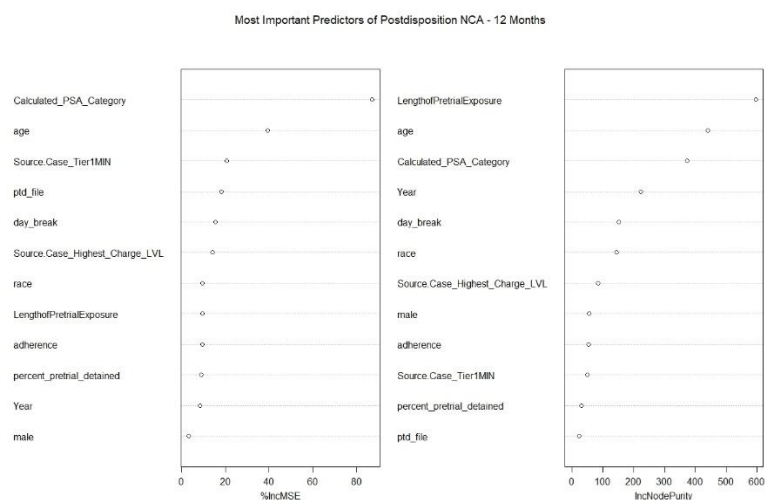 Most Important Predictors of Postdisposition NCA - 12 Months
Calculated_PSA_Category
age
Source.Case_Tier1MIN
ptd_file
day_break
Source.Case_Highest_Charge_LVL
race
LengthofPretrialExposure
adherence
percent_pretrial_detained
Year
male
0 20 40 60 80
%IncMSE
LengthofPretrialExposure
age
Calculated_PSA_Category
Year
day_break
race
Source.Case_Highest_Charge_LVL
male
adherence
Source.Case_Tier1MIN
percent_pretrial_detained
ptd_file
0 100 200 300 400 500 600
IncNodePurity